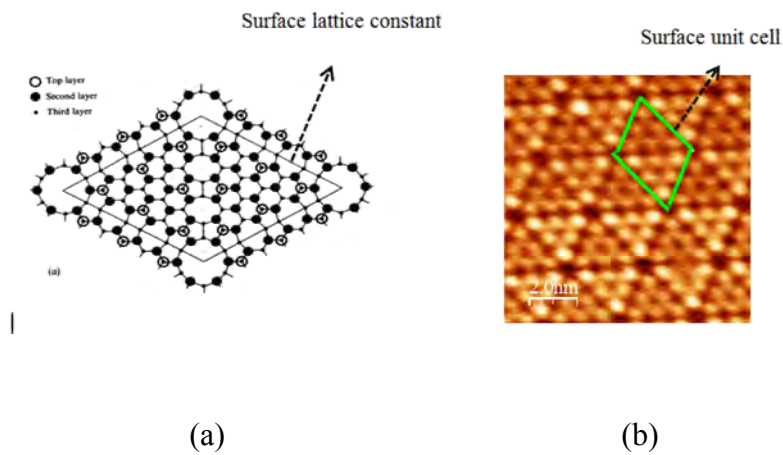 Surface lattice constant
Surface unit cell
Top layer
Second layer
Third layer
(a)
2.0nm
(a)
(b)